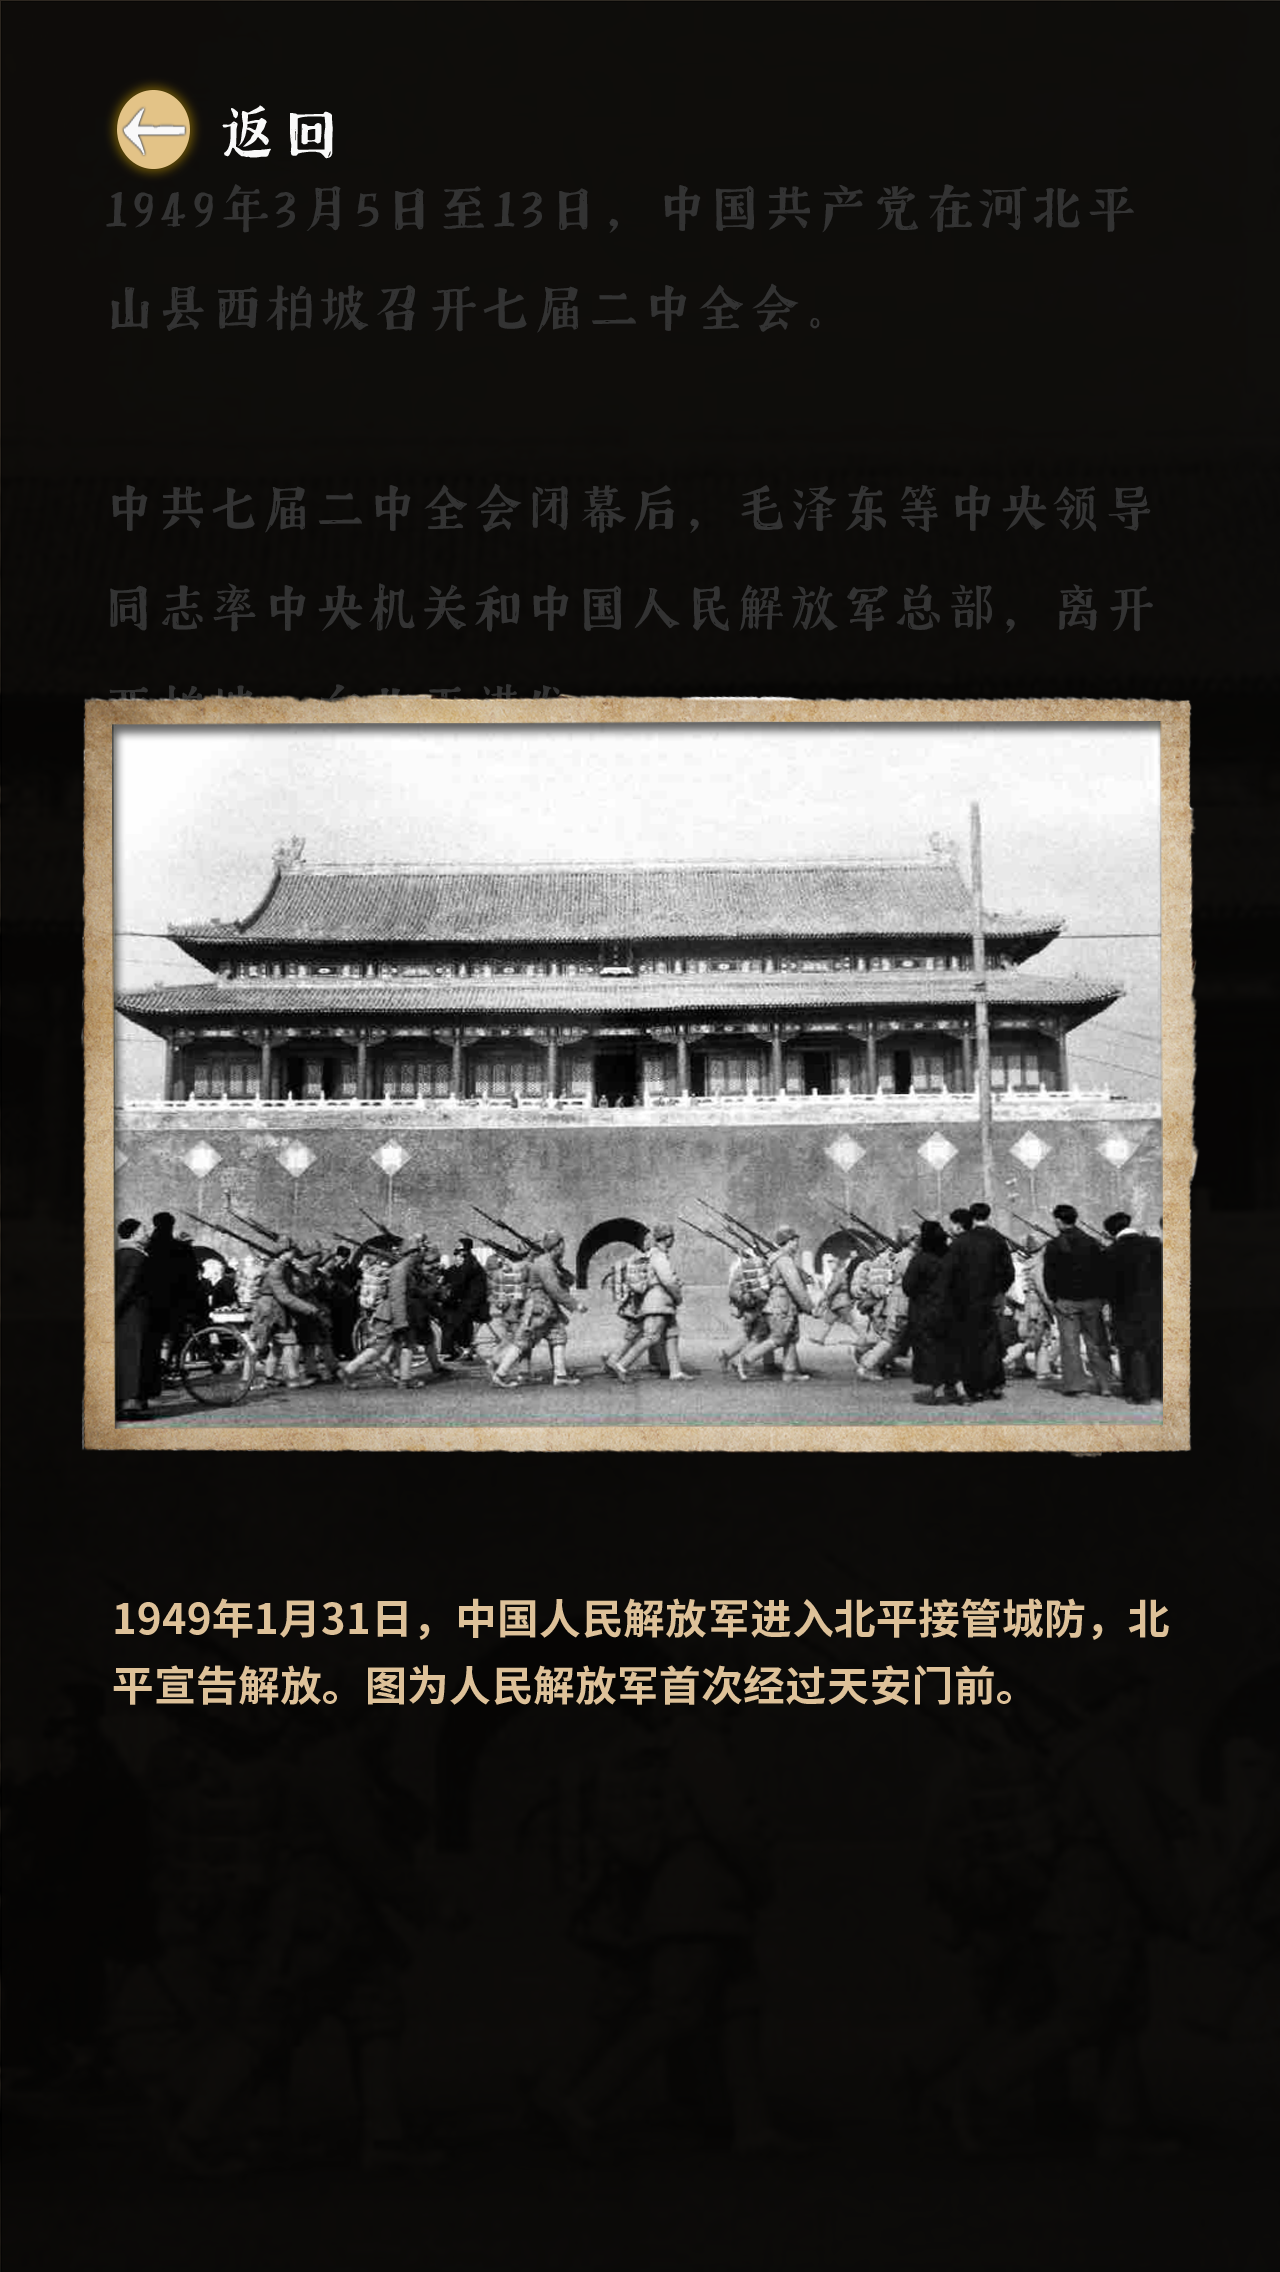 返回
1949年3月5日至13日，中国共产党在河北平
山县西柏坡召开七届二中全会。
中共七届二中全会闭幕后，毛泽东等中央领导
同志率中央机关和中国人民解放军总部，离开
1949年1月31日，中国人民解放军进入北平接管城防，北
平宣告解放。图为人民解放军首次经过天安门前。